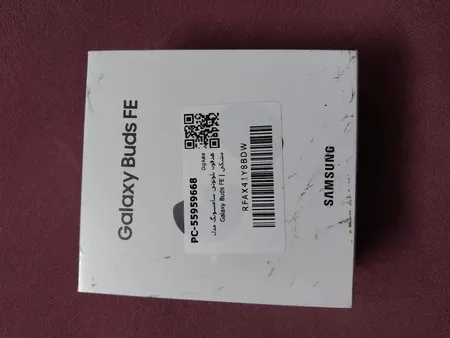 Galaxy Buds FE
PC-55959668
DigiKala
هدفون بلوتوثی سامسونگ مدل
Galaxy Buds FE | مشکی
RFAX41Y8BDW
SAMSUNG